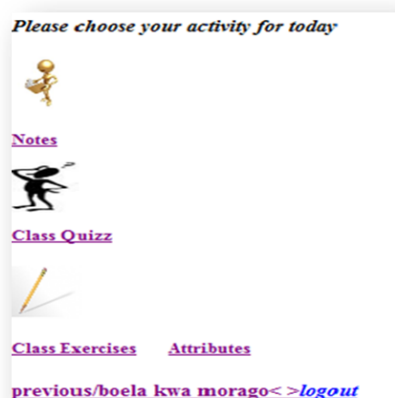 Please choose your activity for today
Notes
Class Quizz
Class Exercises Attributes
previous/boela kwa morago< >logout